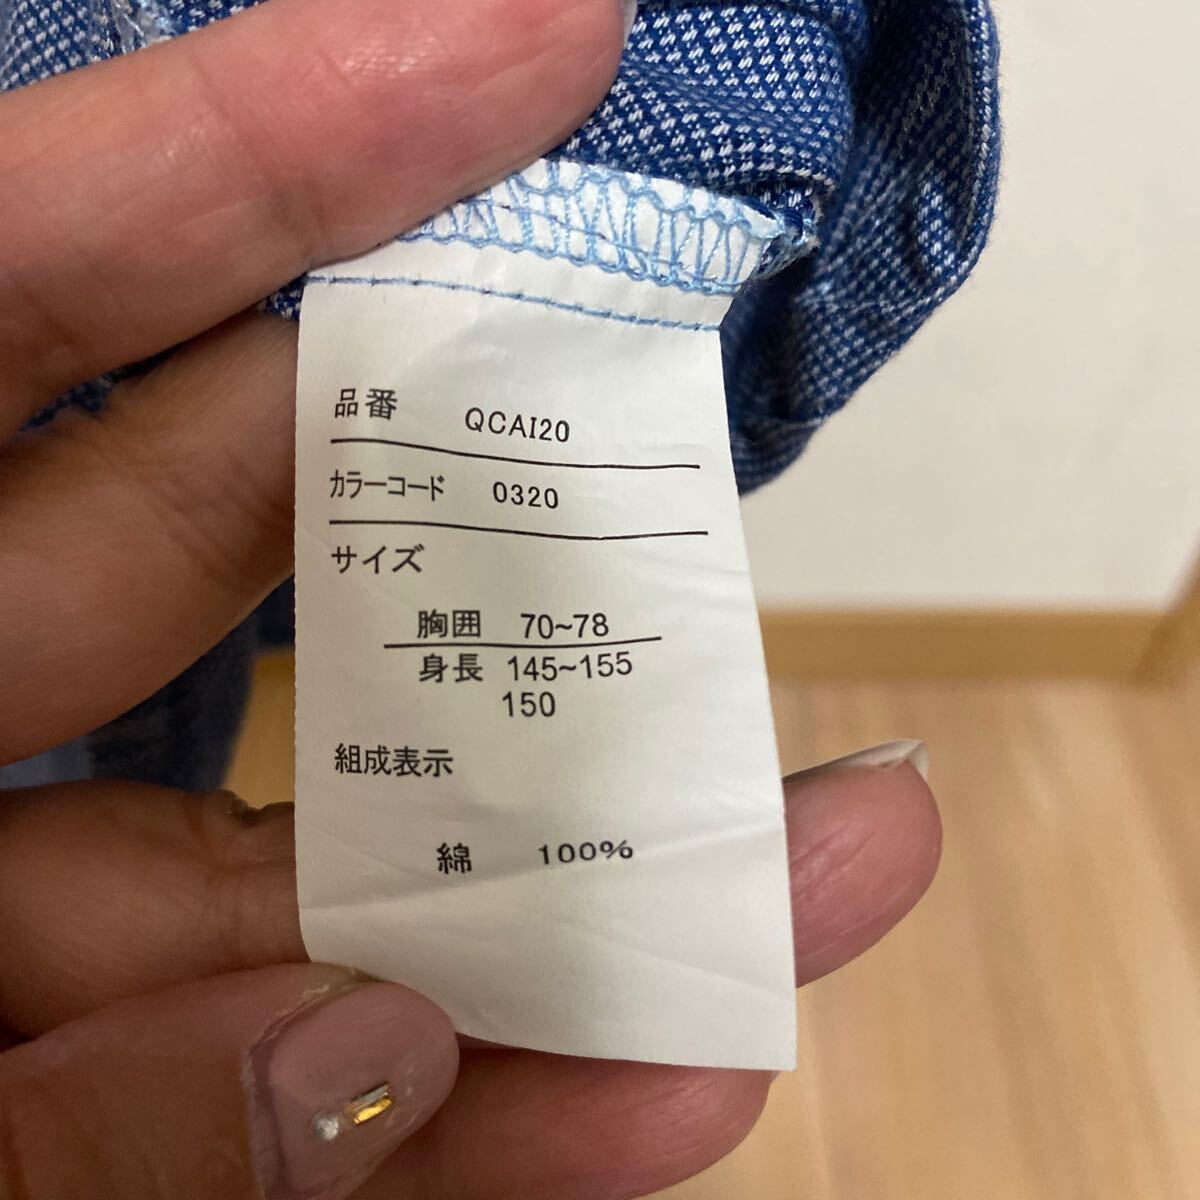 品番 QCAI20
カラーコード 0320
サイズ
胸囲 70~78
身長 145~155
150
組成表示
綿 100%